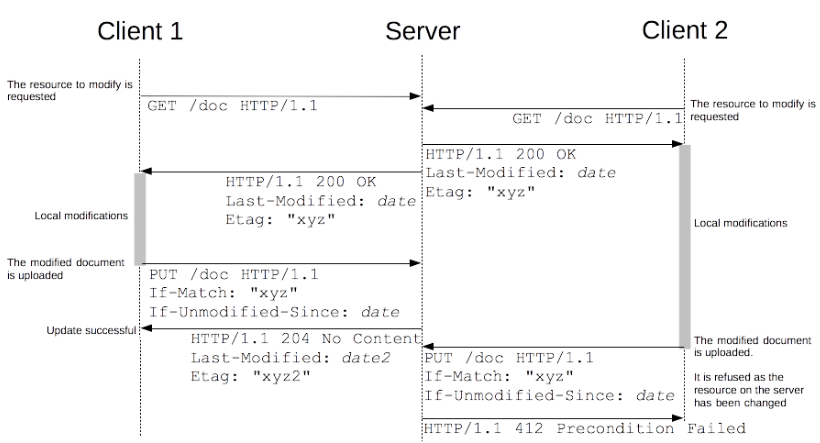 Client 1
Server
Client 2
The resource to modify is
requested
GET /doc HTTP/1.1
The resource to modify is
requested
GET /doc HTTP/1.1
HTTP/1.1 200 OK
Last-Modified: date
Etag: "xyz"
HTTP/1.1 200 OK
Last-Modified: date
Etag: "xyz"
Local modifications
Local modifications
The modified document
is uploaded
PUT /doc HTTP/1.1
If-Match: "xyz"
If-Unmodified-Since: date
Update successful
HTTP/1.1 204 No Content
Last-Modified: date2
Etag: "xyz2"
The modified document
is uploaded.
PUT /doc HTTP/1.1
If-Match: "xyz"
If-Unmodified-Since: date
It is refused as the
resource on the server
has been changed
HTTP/1.1 412 Precondition Failed